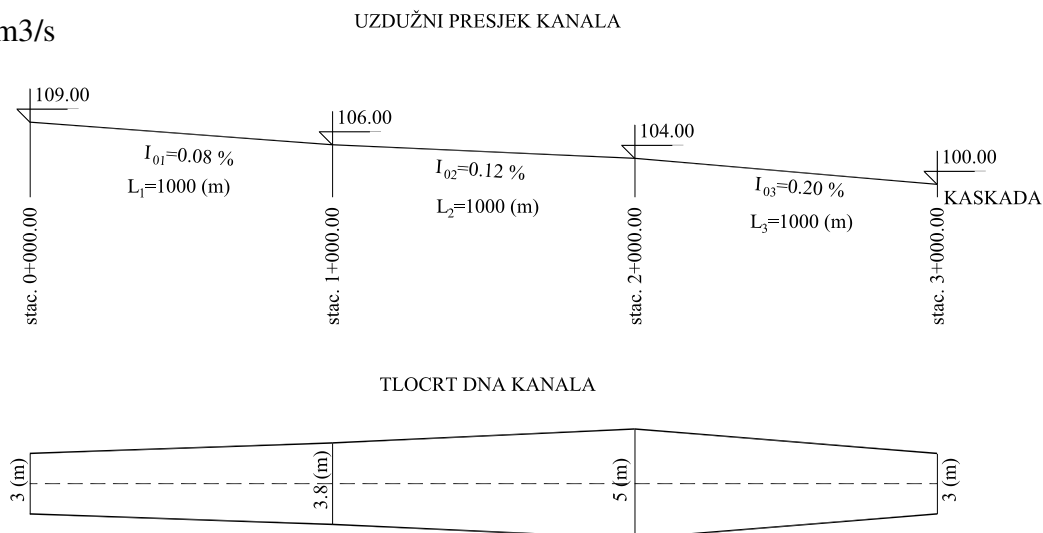 UZDUŽNI PRESJEK KANALA
m3/s
109.00
106.00
104.00
100.00
I01=0.08 %
I02=0.12 %
I03=0.20 %
L1=1000 (m)
L2=1000 (m)
L3=1000 (m)
KASKADA
stac. 0+000.00
stac. 1+000.00
stac. 2+000.00
stac. 3+000.00
TLOCRT DNA KANALA
3 (m)
3.8 (m)
5 (m)
3 (m)